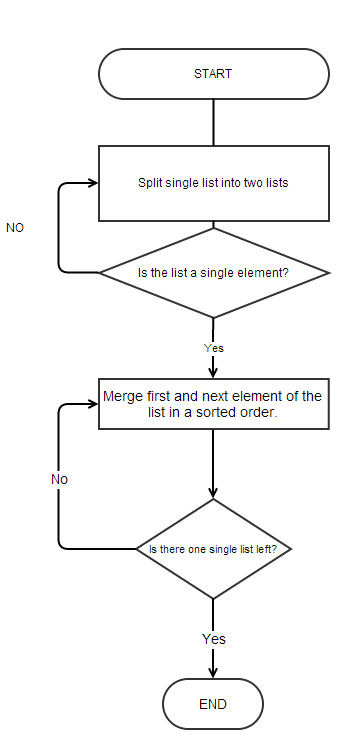 START
Split single list into two lists
NO
Is the list a single element?
Yes
Merge first and next element of the
list in a sorted order.
No
Is there one single list left?
Yes
END